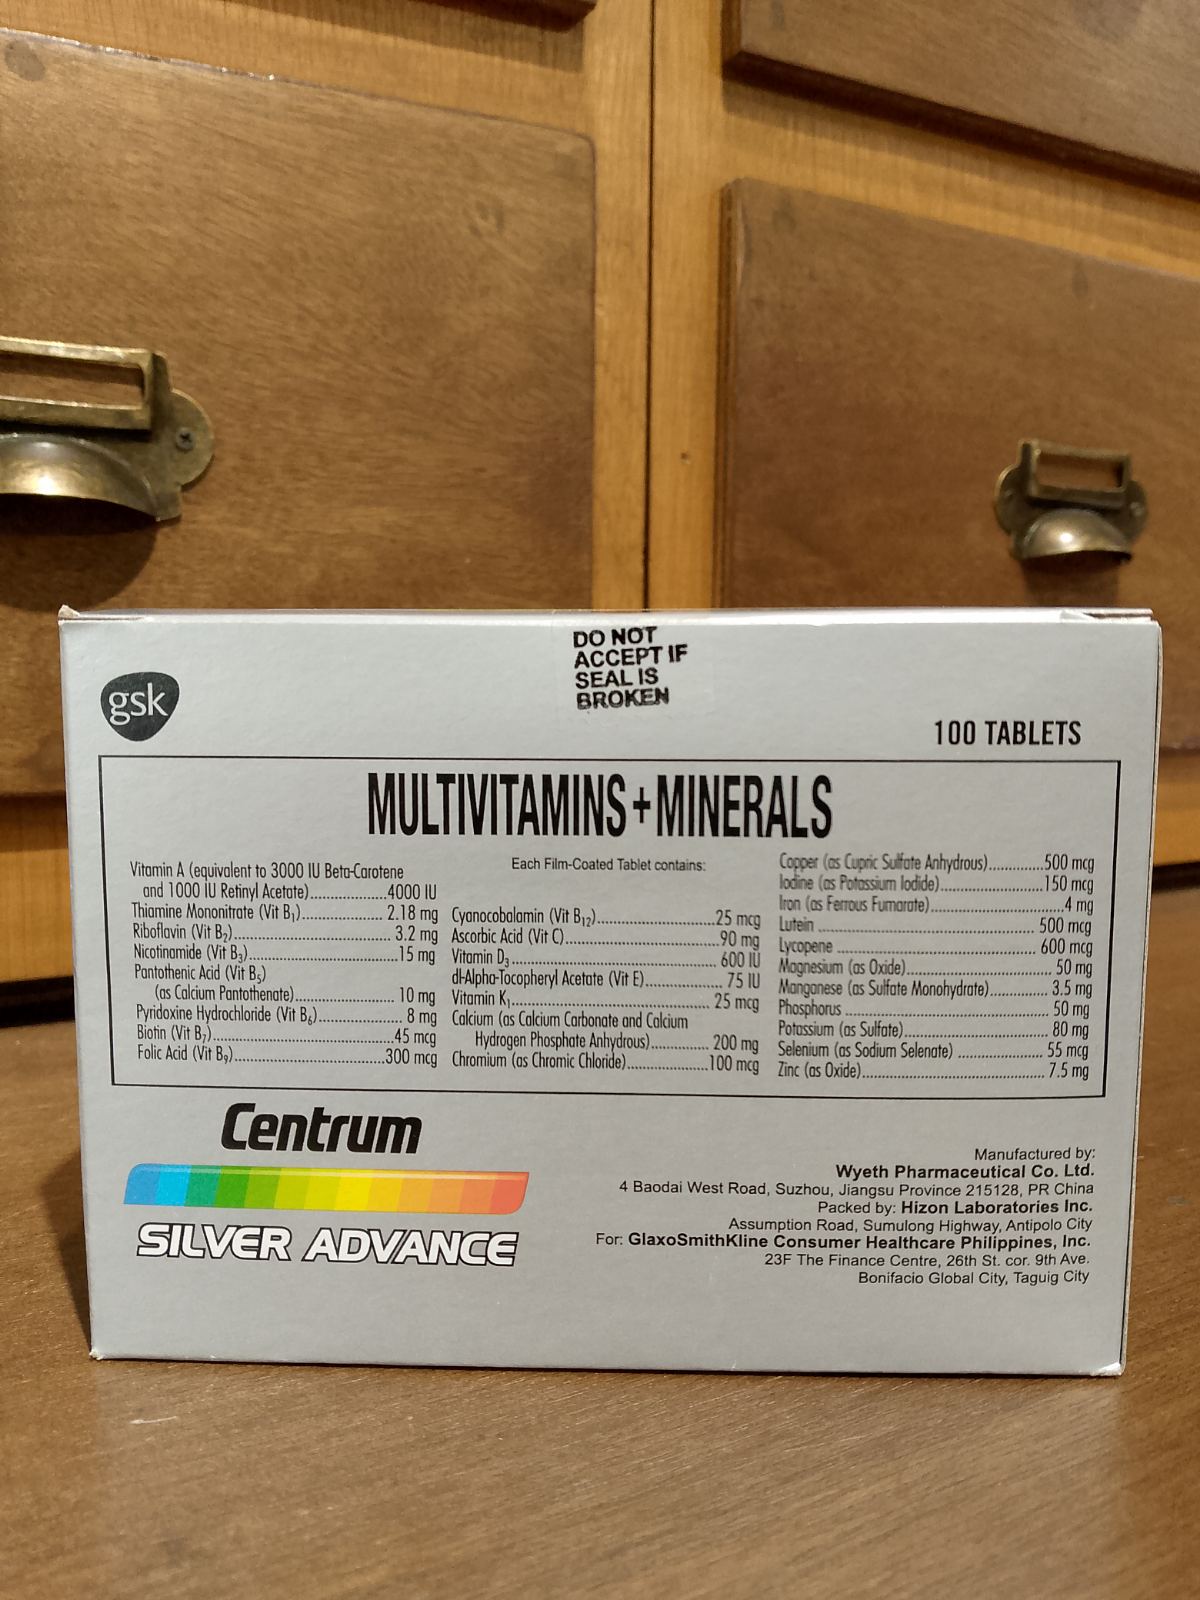 DO NOT
ACCEPT IF
SEAL IS
BROKEN
gsk
100 TABLETS
MULTIVITAMINS+MINERALS
Each Film-Coated Tablet contains:
Vitamin A (equivalent to 3000 IU Beta-Carotene
and 1000 IU Retinyl Acetate)..................4000 IU
Thiamine Mononitrate (Vit B₁)................... 2.18 mg
Riboflavin (Vit B₂)................................... 3.2 mg
Nicotinamide (Vit B₃)..................................15 mg
Pantothenic Acid (Vit B₅)
(as Calcium Pantothenate)....................... 10 mg
Pyridoxine Hydrochloride (Vit B₆).................. 8 mg
Biotin (Vit B₇)..........................................45 mcg
Folic Acid (Vit B₉)...................................300 mcg
Cyanocobalamin (Vit B₁₂)...........................25 mcg
Ascorbic Acid (Vit C)...................................90 mg
Vitamin D₃............................................... 600 IU
dl-Alpha-Tocopheryl Acetate (Vit E)................ 75 IU
Vitamin K₁............................................... 25 mcg
Calcium (as Calcium Carbonate and Calcium
Hydrogen Phosphate Anhydrous).............. 200 mg
Chromium (as Chromic Chloride)..................100 mcg
Copper (as Cupric Sulfate Anhydrous)............500 mcg
Iodine (as Potassium Iodide)........................150 mcg
Iron (as Ferrous Fumarate)..............................4 mg
Lutein .................................................. 500 mcg
Lycopene .............................................. 600 mcg
Magnesium (as Oxide)................................. 50 mg
Manganese (as Sulfate Monohydrate).............. 3.5 mg
Phosphorus .............................................. 50 mg
Potassium (as Sulfate)................................. 80 mg
Selenium (as Sodium Selenate) .................... 55 mcg
Zinc (as Oxide).......................................... 7.5 mg
Centrum
SILVER ADVANCE
Manufactured by:
Wyeth Pharmaceutical Co. Ltd.
4 Baodai West Road, Suzhou, Jiangsu Province 215128, PR China
Packed by: Hizon Laboratories Inc.
Assumption Road, Sumulong Highway, Antipolo City
For: GlaxoSmithKline Consumer Healthcare Philippines, Inc.
23F The Finance Centre, 26th St. cor. 9th Ave.
Bonifacio Global City, Taguig City